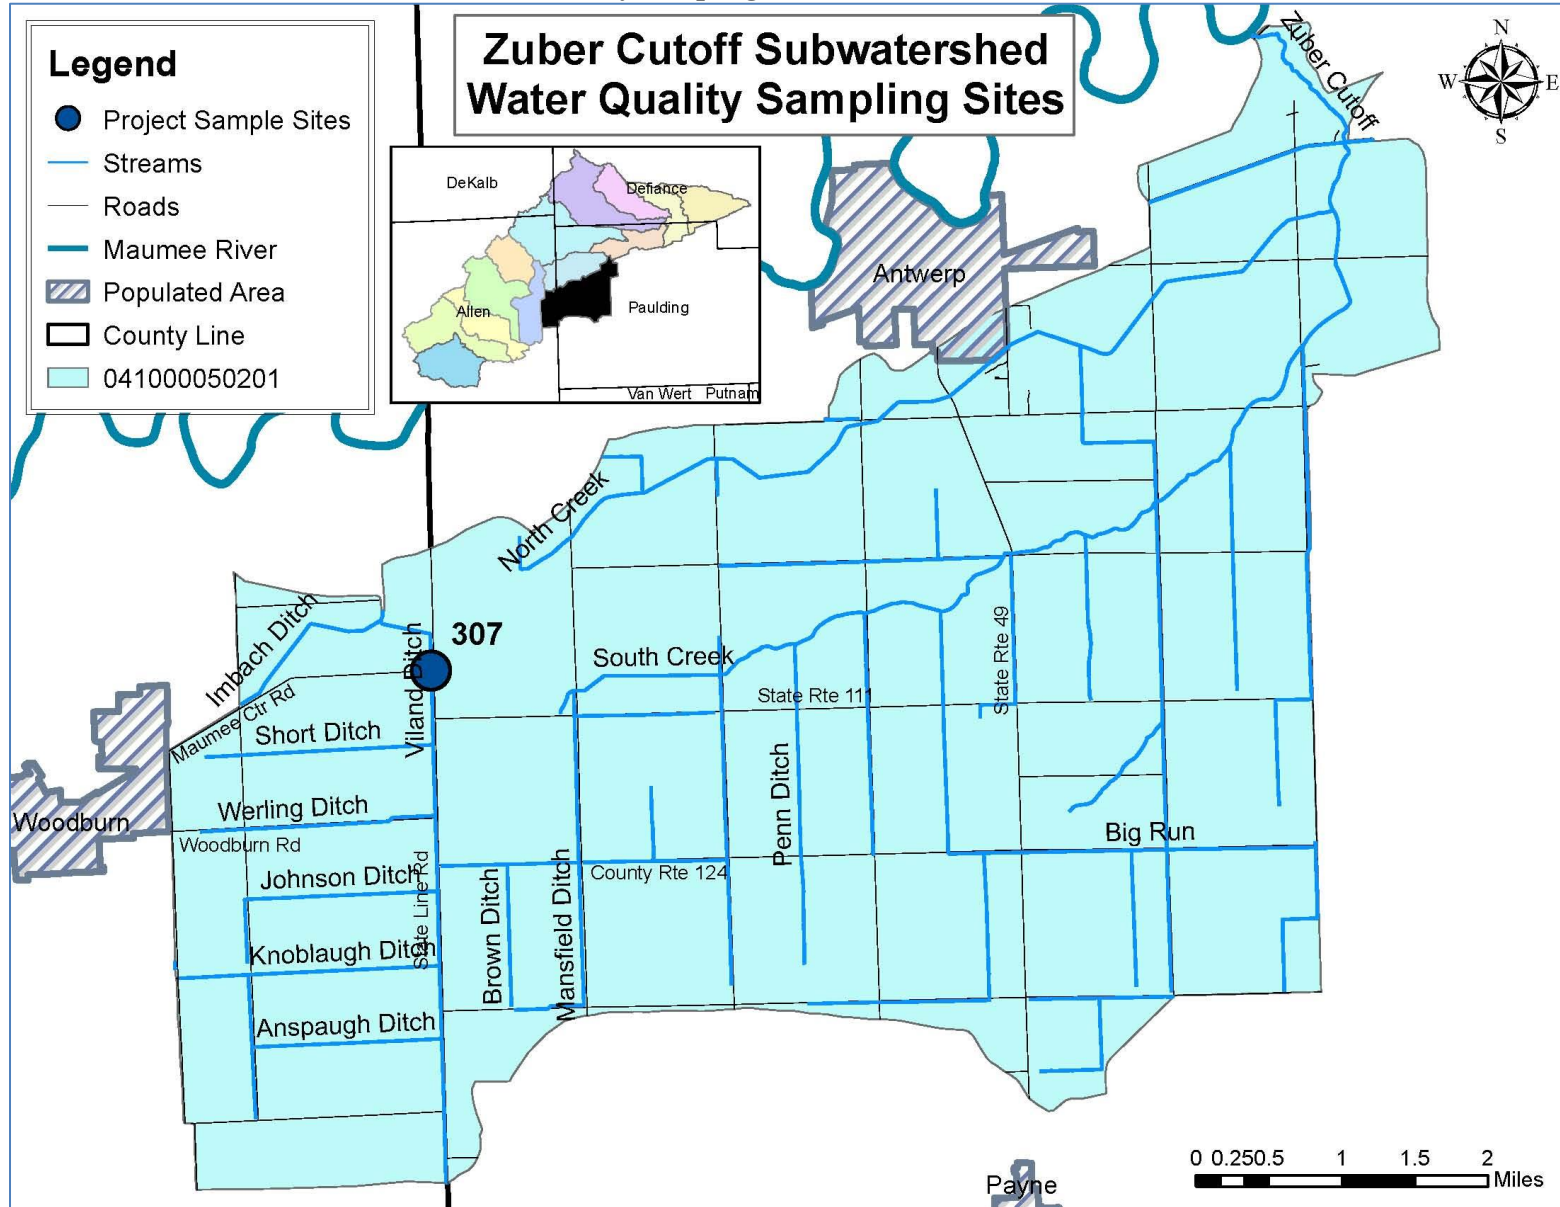 Zuber Cutoff Subwatershed
Water Quality Sampling Sites
Legend
Project Sample Sites
Streams
Roads
Maumee River
Populated Area
County Line
041000050201
DeKalb
Defiance
Allen
Paulding
Van Wert
Putnam
N
W
E
S
Zuber Cutoff
Antwerp
North Creek
Imbach Ditch
307
Viland Ditch
South Creek
State Rte 49
State Rte 111
Maumee Ctr Rd
Short Ditch
Penn Ditch
Werling Ditch
Woodburn
Woodburn Rd
Big Run
Johnson Ditch
State Line Rd
County Rte 124
Brown Ditch
Mansfield Ditch
Knoblaugh Ditch
Anspaugh Ditch
Payne
0 0.250.5 1 1.5 2
Miles